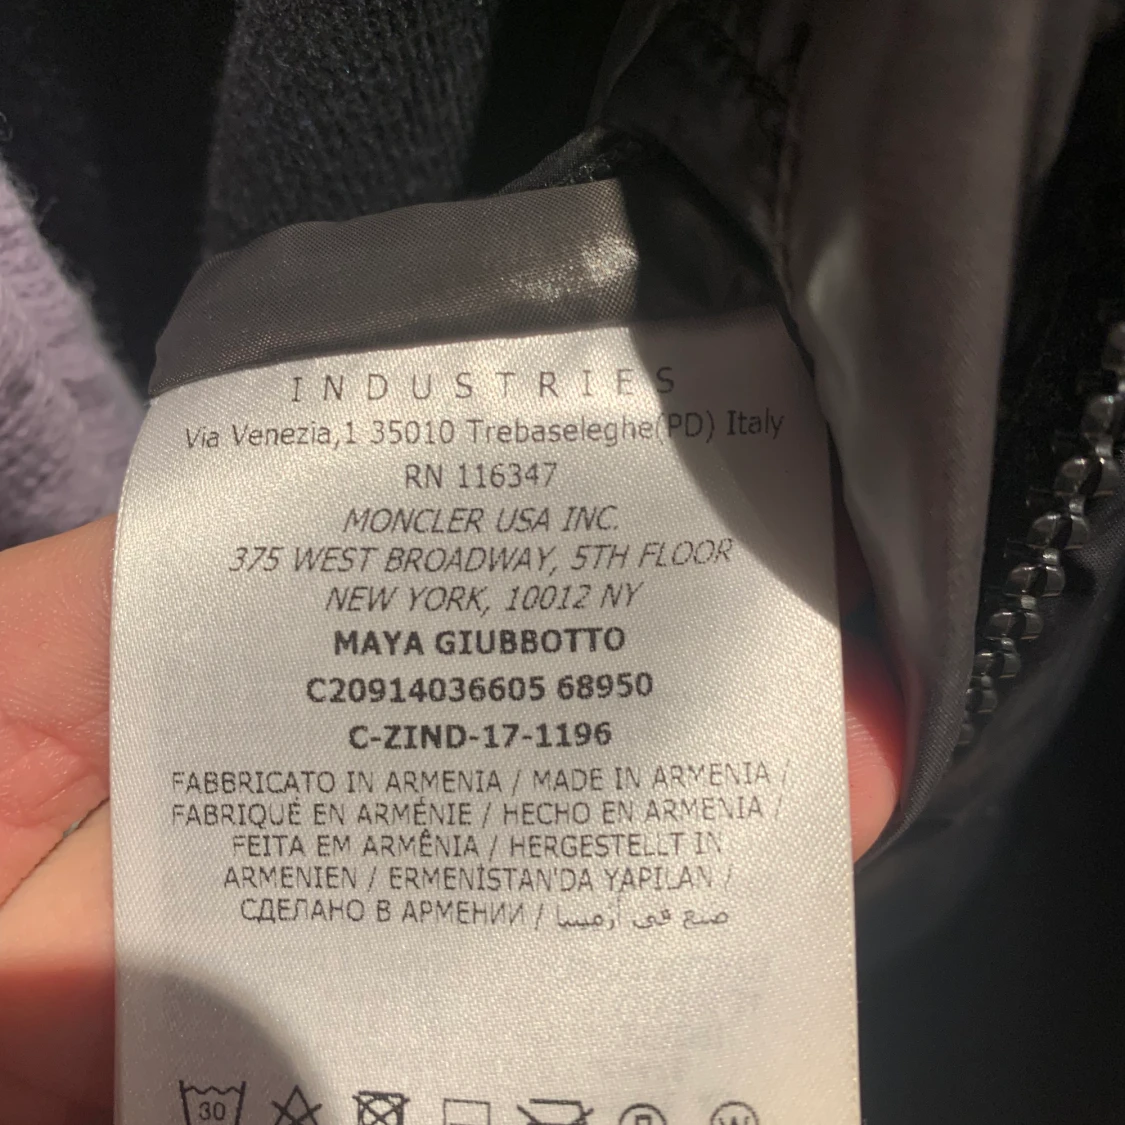 INDUSTRIES
Via Venezia,1 35010 Trebaseleghe(PD) Italy
RN 116347
MONCLER USA INC.
375 WEST BROADWAY, 5TH FLOOR
NEW YORK, 10012 NY
MAYA GIUBBOTTO
C20914036605 68950
C-ZIND-17-1196
FABBRICATO IN ARMENIA / MADE IN ARMENIA /
FABRIQUÉ EN ARMÉNIE / HECHO EN ARMENIA /
FEITA EM ARMÊNIA / HERGESTELLT IN
ARMENIEN / ERMENİSTAN'DA YAPILAN /
СДЕЛАНО В АРМЕНИИ / صنع في أرمينيا
30
W